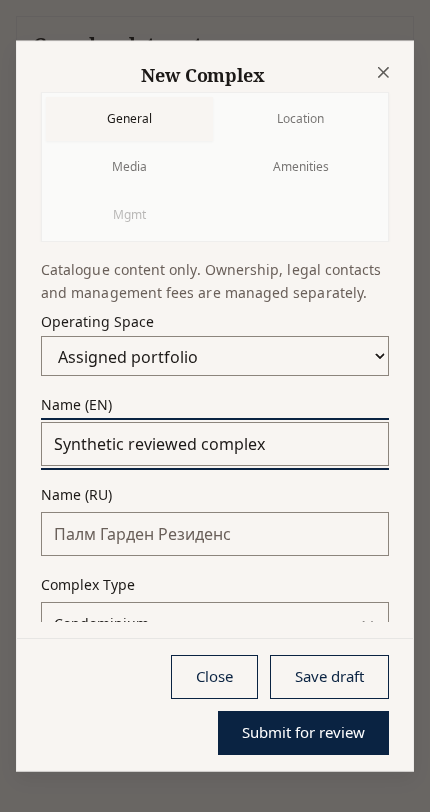 New Complex
General
Location
Media
Amenities
Mgmt
Catalogue content only. Ownership, legal contacts
and management fees are managed separately.
Operating Space
Assigned portfolio
Name (EN)
Synthetic reviewed complex
Name (RU)
Палм Гарден Резиденс
Complex Type
Condominium
Close
Save draft
Submit for review